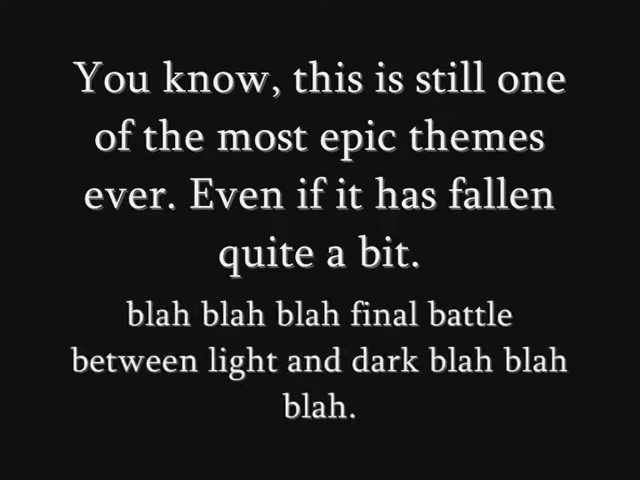 You know, this is still one
of the most epic themes
ever. Even if it has fallen
quite a bit.
blah blah blah final battle
between light and dark blah blah
blah.